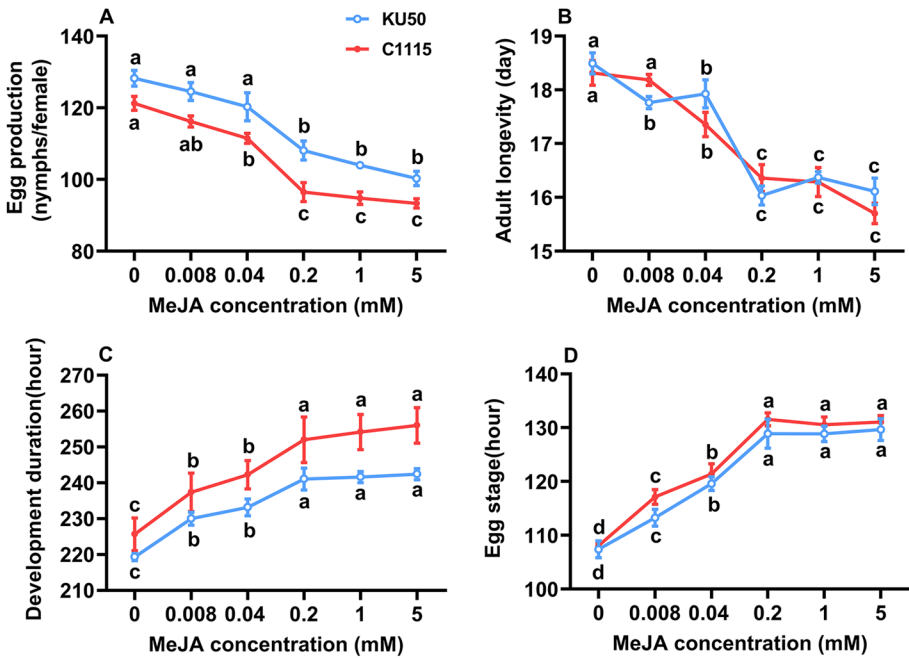 A
KU50
C1115
Egg production
(nymphs/female)
140
120
100
80
a a a b b b
a ab b c c c
0 0.008 0.04 0.2 1 5
MeJA concentration (mM)
B
Adult longevity (day)
19
18
17
16
15
a a b c c c
a b b c c c
0 0.008 0.04 0.2 1 5
MeJA concentration (mM)
C
Development duration(hour)
270
260
250
240
230
220
210
c b b a a a
c b b a a a
0 0.008 0.04 0.2 1 5
MeJA concentration (mM)
D
Egg stage(hour)
140
130
120
110
100
d c b a a a
d c b a a a
0 0.008 0.04 0.2 1 5
MeJA concentration (mM)